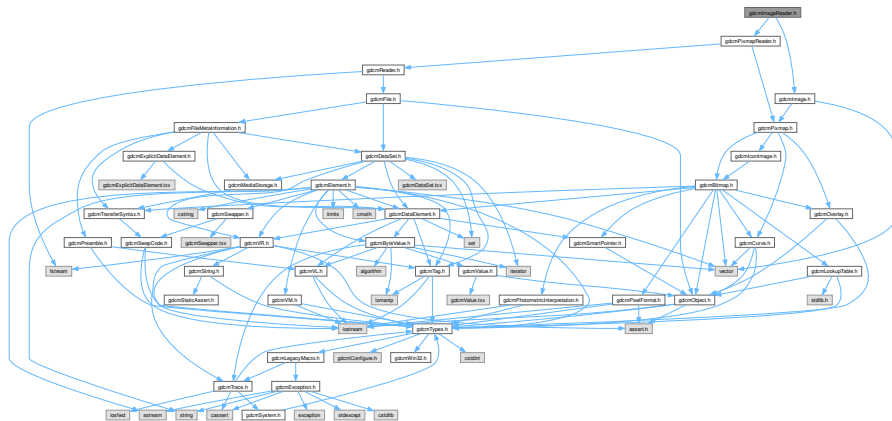 gdcmImageReader.h
gdcmPixmapReader.h
gdcmReader.h
gdcmFile.h
gdcmImage.h
gdcmFileMetaInformation.h
gdcmPixmap.h
gdcmExplicitDataElement.h
gdcmDataSet.h
gdcmIconImage.h
gdcmExplicitDataElement.txx
gdcmMediaStorage.h
gdcmElement.h
gdcmDataSet.txx
gdcmBitmap.h
gdcmTransferSyntax.h
cstring
gdcmSwapper.h
limits
cmath
gdcmDataElement.h
gdcmOverlay.h
gdcmPreamble.h
gdcmSwapCode.h
gdcmSwapper.txx
gdcmVR.h
gdcmByteValue.h
set
gdcmSmartPointer.h
gdcmCurve.h
fstream
gdcmString.h
gdcmVL.h
algorithm
gdcmTag.h
gdcmValue.h
iterator
vector
gdcmLookupTable.h
gdcmStaticAssert.h
gdcmVM.h
iomanip
gdcmValue.txx
gdcmPhotometricInterpretation.h
gdcmPixelFormat.h
gdcmObject.h
stdlib.h
iostream
gdcmTypes.h
assert.h
gdcmLegacyMacro.h
gdcmConfigure.h
gdcmWin32.h
cstdint
gdcmTrace.h
gdcmException.h
iosfwd
sstream
string
cassert
gdcmSystem.h
exception
stdexcept
cstdlib